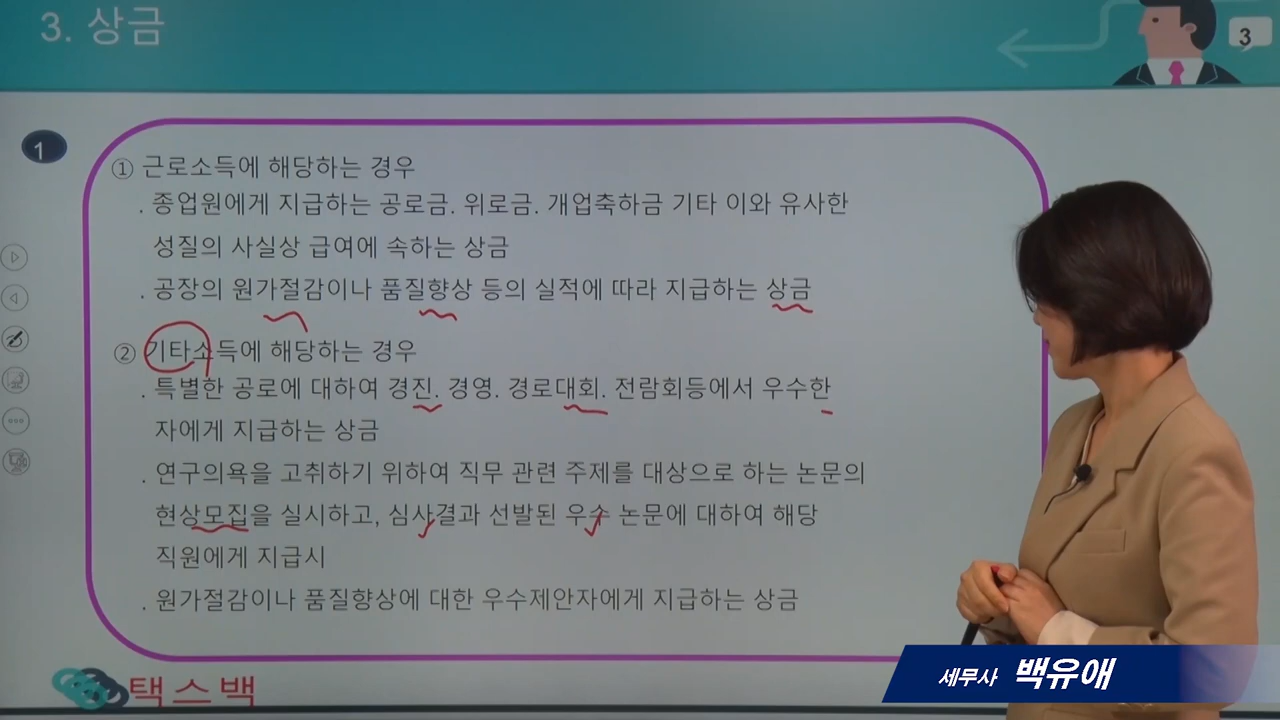 3. 상금
3
1
① 근로소득에 해당하는 경우
. 종업원에게 지급하는 공로금. 위로금. 개업축하금 기타 이와 유사한
성질의 사실상 급여에 속하는 상금
. 공장의 원가절감이나 품질향상 등의 실적에 따라 지급하는 상금
② 기타소득에 해당하는 경우
. 특별한 공로에 대하여 경진. 경영. 경로대회. 전람회등에서 우수한
자에게 지급하는 상금
. 연구의욕을 고취하기 위하여 직무 관련 주제를 대상으로 하는 논문의
현상모집을 실시하고, 심사결과 선발된 우수 논문에 대하여 해당
직원에게 지급시
. 원가절감이나 품질향상에 대한 우수제안자에게 지급하는 상금
택스백
세무사 백유애